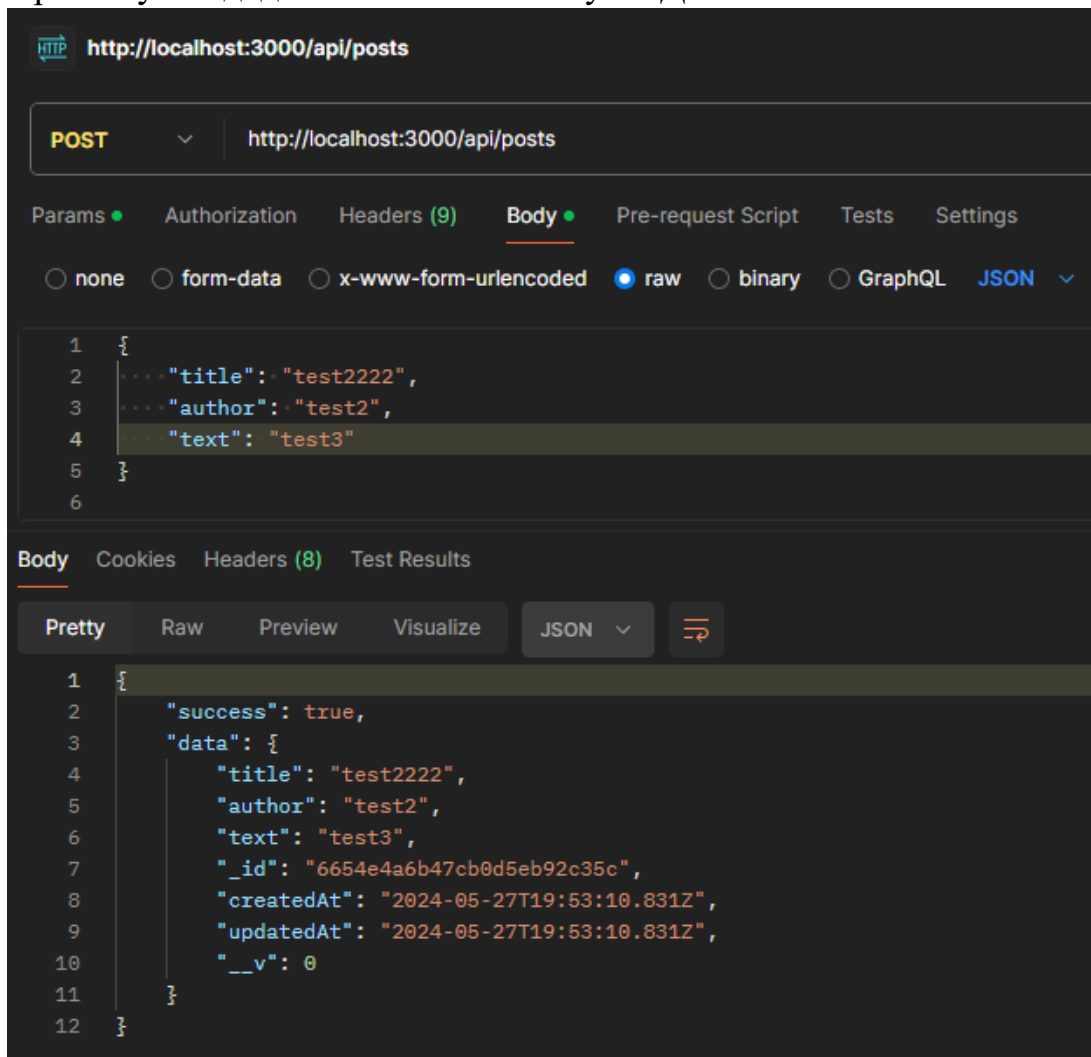 HTTP http://localhost:3000/api/posts
POST http://localhost:3000/api/posts
Params Authorization Headers (9) Body Pre-request Script Tests Settings
none form-data x-www-form-urlencoded raw binary GraphQL JSON
1 {
2 "title": "test2222",
3 "author": "test2",
4 "text": "test3"
5 }
6
Body Cookies Headers (8) Test Results
Pretty Raw Preview Visualize JSON
1 {
2 "success": true,
3 "data": {
4 "title": "test2222",
5 "author": "test2",
6 "text": "test3",
7 "_id": "6654e4a6b47cb0d5eb92c35c",
8 "createdAt": "2024-05-27T19:53:10.831Z",
9 "updatedAt": "2024-05-27T19:53:10.831Z",
10 "__v": 0
11 }
12 }